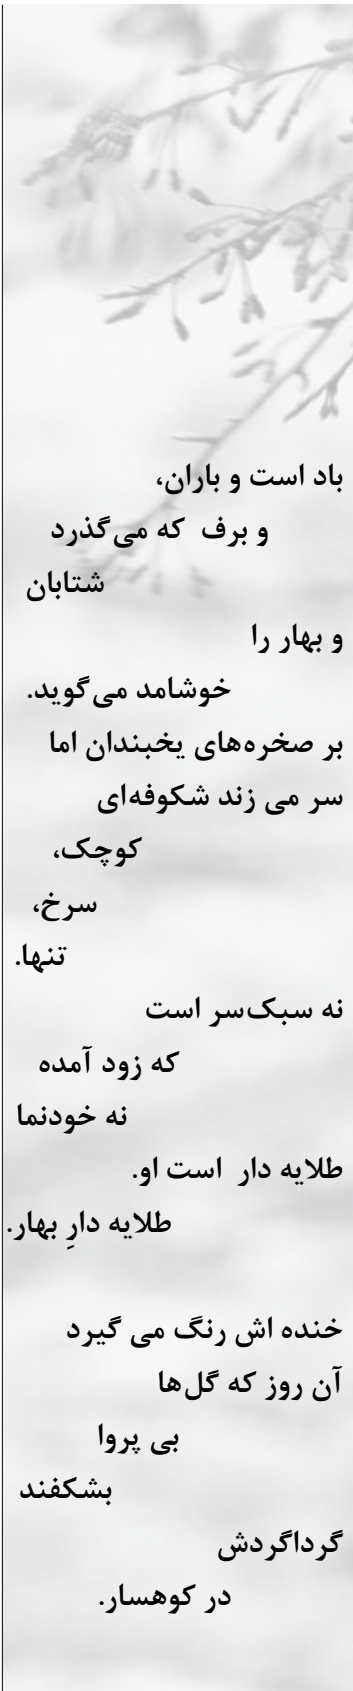 باد است و باران،
و برف که می‌گذرد
شتابان
و بهار را
خوشامد می‌گوید.
بر صخره‌های یخبندان اما
سر می زند شکوفه‌ای
کوچک،
سرخ،
تنها.
نه سبک‌سر است
که زود آمده
نه خودنما
طلایه دار است او.
طلایه دارِ بهار.
خنده اش رنگ می گیرد
آن روز که گل‌ها
بی پروا
بشکفند
گرداگردش
در کوهسار.